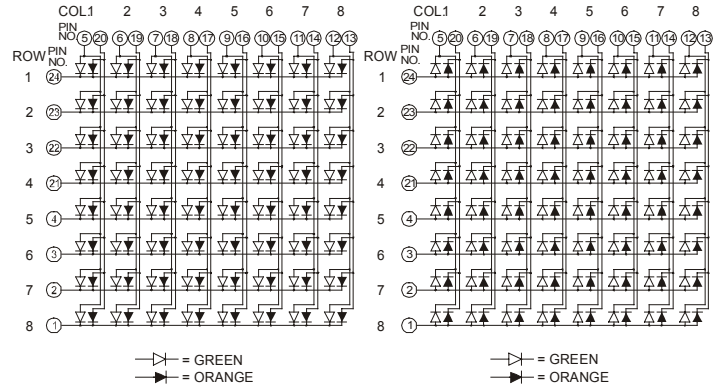 COL.1 2 3 4 5 6 7 8
PIN NO. 5 20 6 19 7 18 8 17 9 16 10 15 11 14 12 13
ROW PIN NO.
1 24
2 23
3 22
4 21
5 4
6 3
7 2
8 1
= GREEN
= ORANGE
COL.1 2 3 4 5 6 7 8
PIN NO. 5 20 6 19 7 18 8 17 9 16 10 15 11 14 12 13
ROW PIN NO.
1 24
2 23
3 22
4 21
5 4
6 3
7 2
8 1
= GREEN
= ORANGE